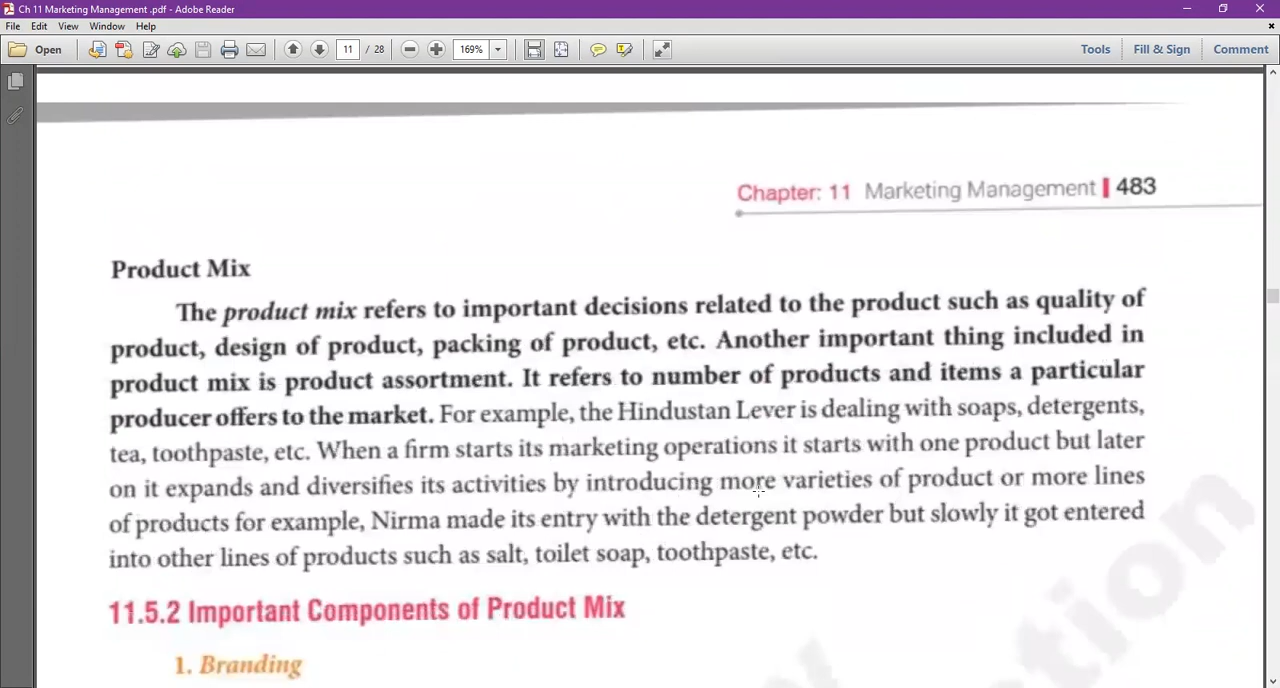 Ch 11 Marketing Management .pdf - Adobe Reader
File Edit View Window Help
Open 11 / 28 169% Tools Fill & Sign Comment
Chapter: 11 Marketing Management 483
Product Mix
The product mix refers to important decisions related to the product such as quality of
product, design of product, packing of product, etc. Another important thing included in
product mix is product assortment. It refers to number of products and items a particular
producer offers to the market. For example, the Hindustan Lever is dealing with soaps, detergents,
tea, toothpaste, etc. When a firm starts its marketing operations it starts with one product but later
on it expands and diversifies its activities by introducing more varieties of product or more lines
of products for example, Nirma made its entry with the detergent powder but slowly it got entered
into other lines of products such as salt, toilet soap, toothpaste, etc.
11.5.2 Important Components of Product Mix
1. Branding